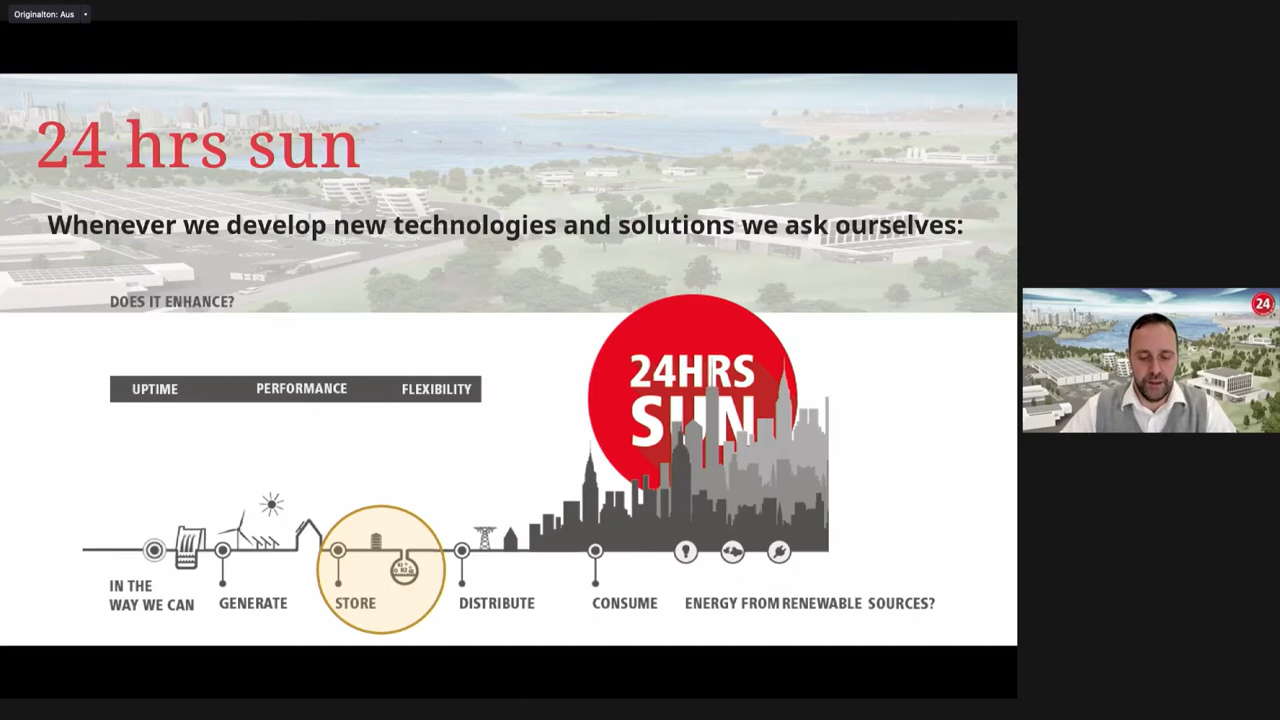 Originalton: Aus
24 hrs sun
Whenever we develop new technologies and solutions we ask ourselves:
DOES IT ENHANCE?
UPTIME PERFORMANCE FLEXIBILITY
24HRS
SUN
24
IN THE
WAY WE CAN GENERATE STORE DISTRIBUTE CONSUME ENERGY FROM RENEWABLE SOURCES?